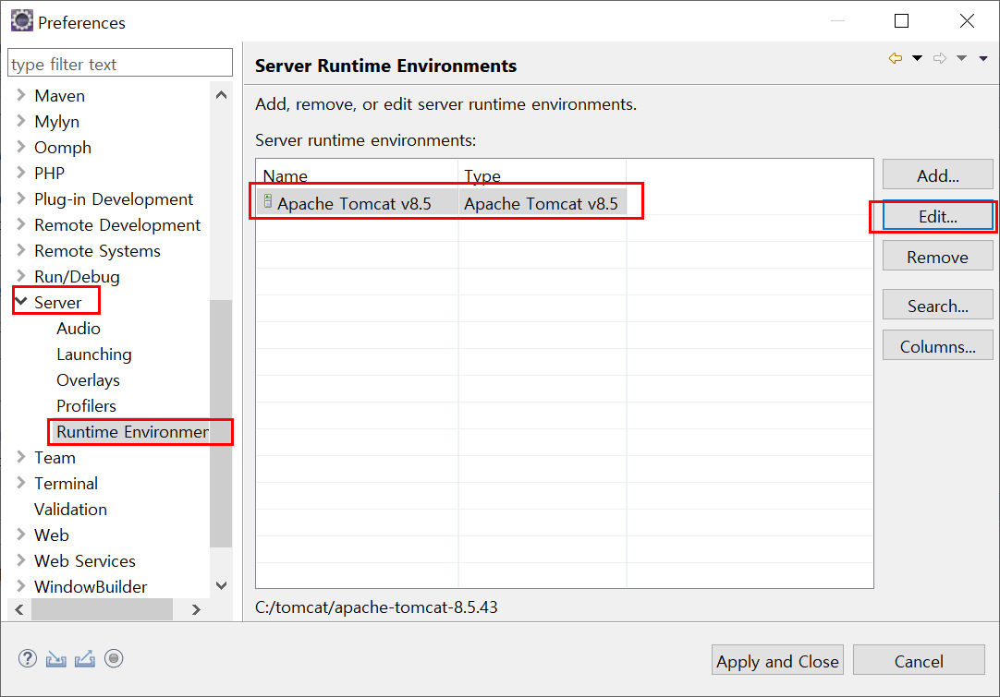 Preferences
type filter text
Maven
Mylyn
Oomph
PHP
Plug-in Development
Remote Development
Remote Systems
Run/Debug
Server
Audio
Launching
Overlays
Profilers
Runtime Environmer
Team
Terminal
Validation
Web
Web Services
WindowBuilder
Server Runtime Environments
Add, remove, or edit server runtime environments.
Server runtime environments:
Name Type
Apache Tomcat v8.5 Apache Tomcat v8.5
Add...
Edit...
Remove
Search...
Columns...
C:/tomcat/apache-tomcat-8.5.43
Apply and Close Cancel